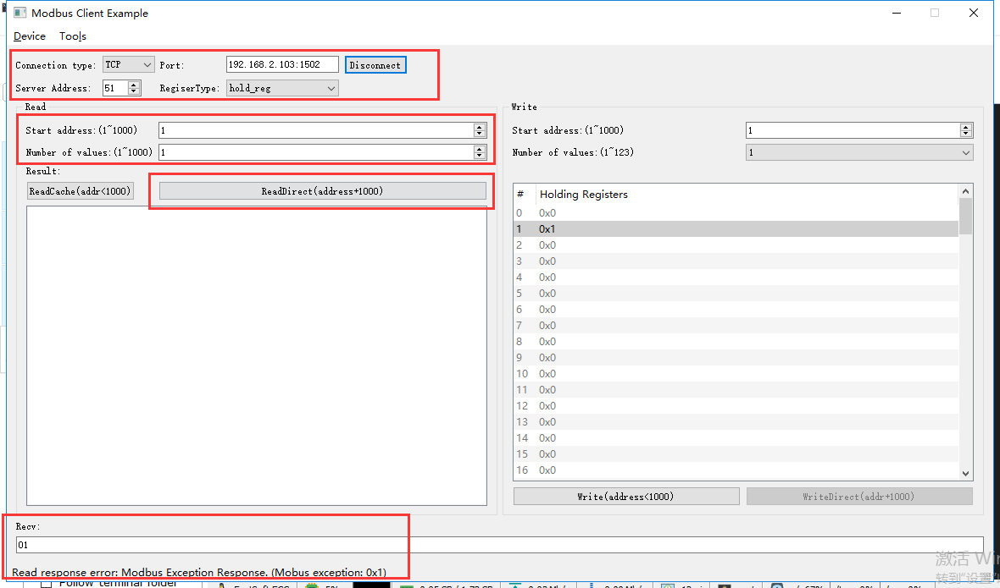 Modbus Client Example
Device Tools
Connection type: TCP Port: 192.168.2.103:1502 Disconnect
Server Address: 51 RegiserType: hold_reg
Read
Start address:(1~1000) 1
Number of values:(1~1000) 1
Result:
ReadCache(addr<1000) ReadDirect(address+1000)
Write
Start address:(1~1000) 1
Number of values:(1~123) 1
# Holding Registers
0 0x0
1 0x1
2 0x0
3 0x0
4 0x0
5 0x0
6 0x0
7 0x0
8 0x0
9 0x0
10 0x0
11 0x0
12 0x0
13 0x0
14 0x0
15 0x0
16 0x0
Write(address<1000) WriteDirect(addr+1000)
Recv:
01
Read response error: Modbus Exception Response. (Mobus exception: 0x1)
激活 Win
转到"设置"
Follow terminal folder